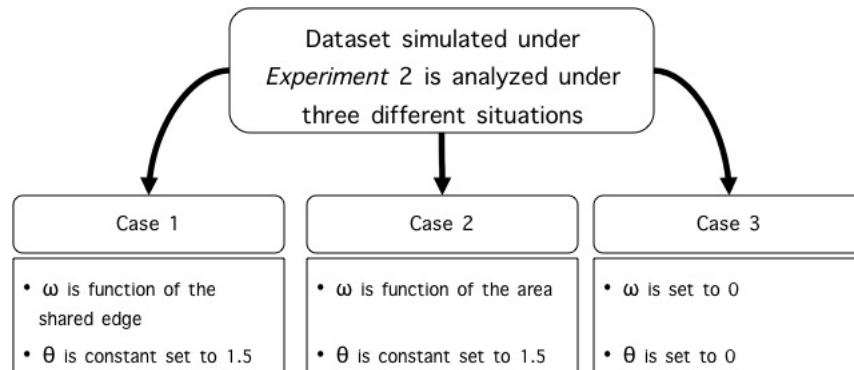 Dataset simulated under
Experiment 2 is analyzed under
three different situations
Case 1
Case 2
Case 3
• ω is function of the
shared edge
• θ is constant set to 1.5
• ω is function of the area
• θ is constant set to 1.5
• ω is set to 0
• θ is set to 0